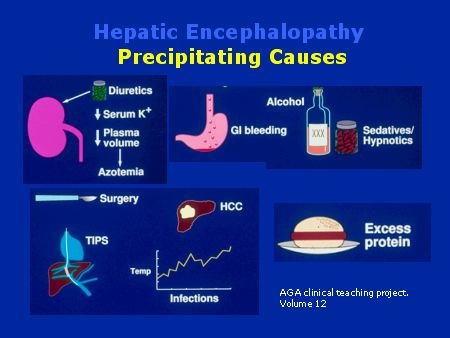 Hepatic Encephalopathy
Precipitating Causes
Diuretics
Serum K+
Plasma
volume
Azotemia
GI bleeding
Alcohol
XXX
Sedatives/
Hypnotics
Surgery
HCC
TIPS
Temp
Infections
Excess
protein
AGA clinical teaching project.
Volume 12